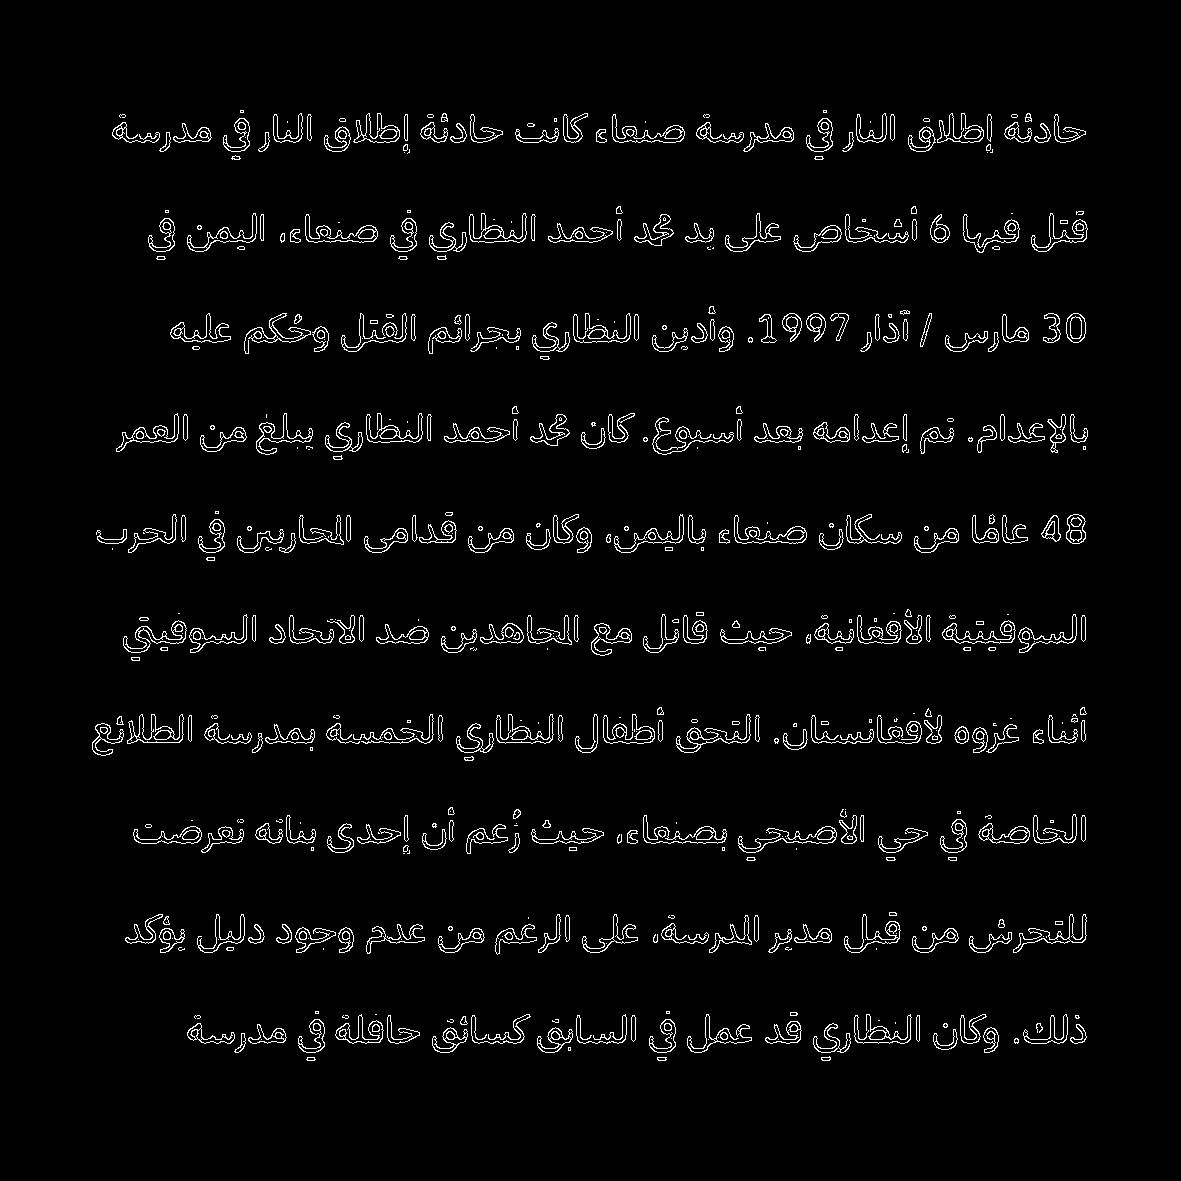 حادثة إطلاق النار في مدرسة صنعاء كانت حادثة إطلاق النار في مدرسة
قتل فيها 6 أشخاص على يد محمد أحمد النظاري في صنعاء، اليمن في
30 مارس / آذار 1997. وأدين النظاري بجرائم القتل وحُكم عليه
بالإعدام. تم إعدامه بعد أسبوع. كان محمد أحمد النظاري يبلغ من العمر
48 عامًا من سكان صنعاء باليمن، وكان من قدامى المحاربين في الحرب
السوفيتية الأفغانية، حيث قاتل مع المجاهدين ضد الاتحاد السوفيتي
أثناء غزوه لأفغانستان. التحق أطفال النظاري الخمسة بمدرسة الطلائع
الخاصة في حي الأصبحي بصنعاء، حيث زُعم أن إحدى بناته تعرضت
للتحرش من قبل مدير المدرسة، على الرغم من عدم وجود دليل يؤكد
ذلك. وكان النظاري قد عمل في السابق كسائق حافلة في مدرسة